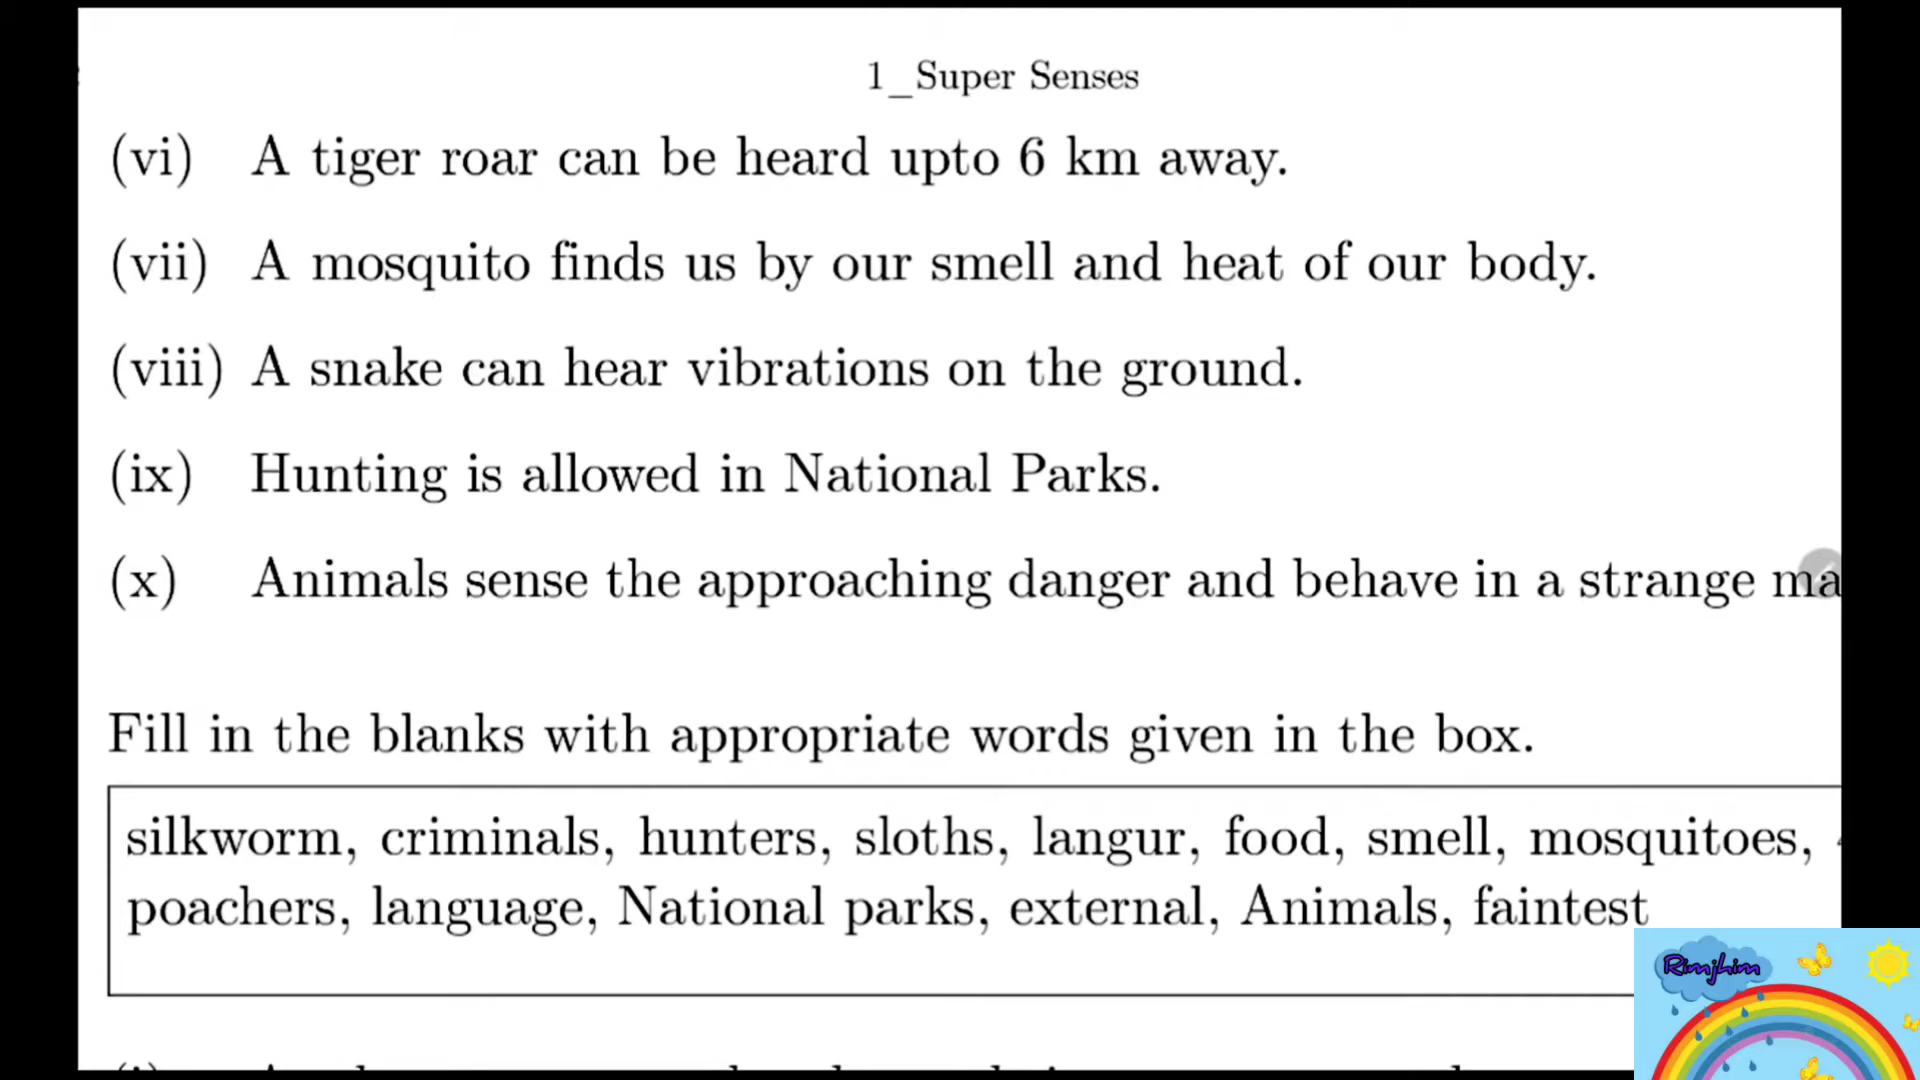 1_Super Senses
(vi) A tiger roar can be heard upto 6 km away.
(vii) A mosquito finds us by our smell and heat of our body.
(viii) A snake can hear vibrations on the ground.
(ix) Hunting is allowed in National Parks.
(x) Animals sense the approaching danger and behave in a strange ma
Fill in the blanks with appropriate words given in the box.
silkworm, criminals, hunters, sloths, langur, food, smell, mosquitoes,
poachers, language, National parks, external, Animals, faintest
Rimjhim